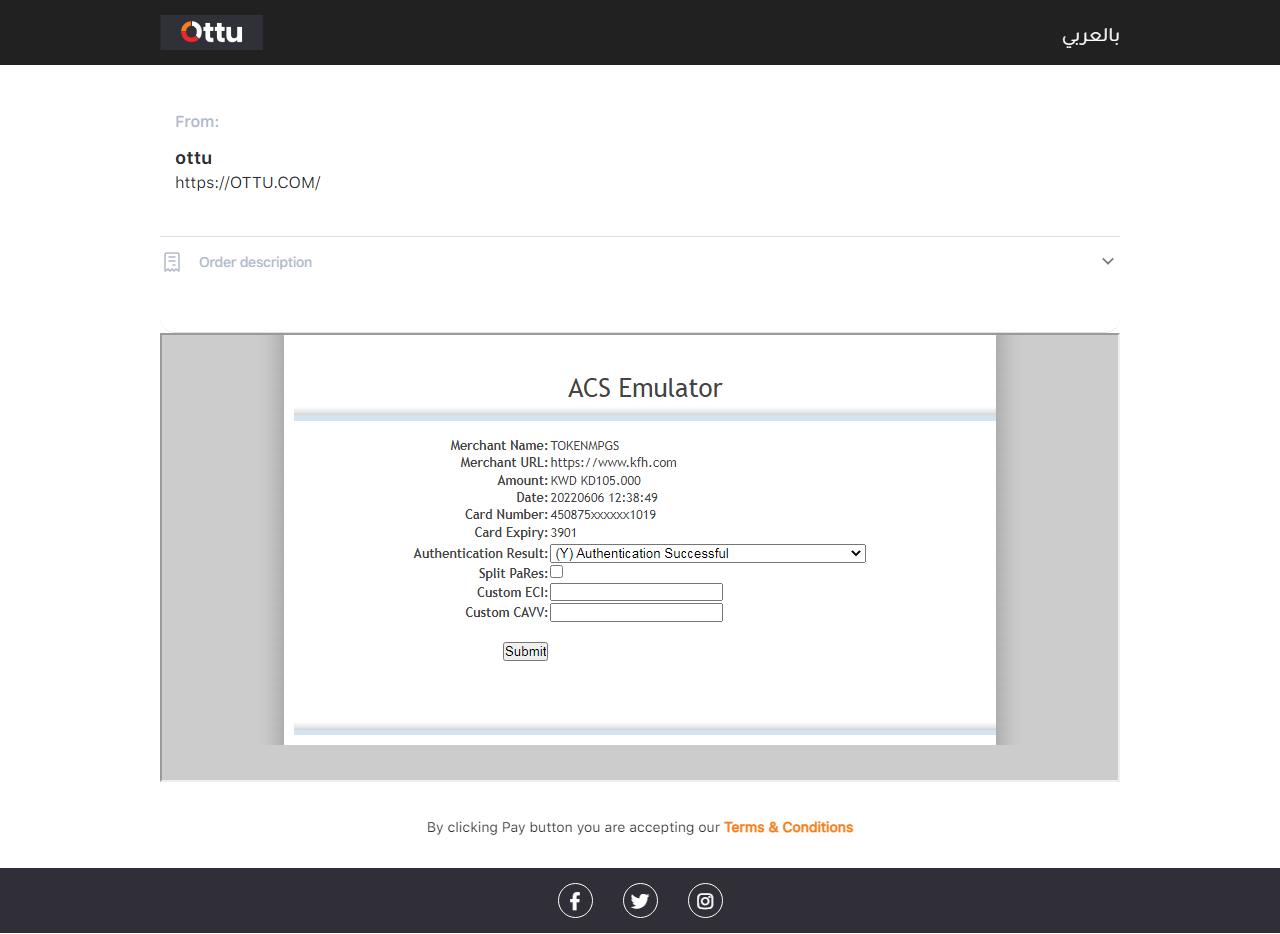 Ottu
بالعربي
From:
ottu
https://OTTU.COM/
Order description
ACS Emulator
Merchant Name: TOKENMPGS
Merchant URL: https://www.kfh.com
Amount: KWD KD105.000
Date: 20220606 12:38:49
Card Number: 450875xxxxxx1019
Card Expiry: 3901
Authentication Result: (Y) Authentication Successful
Split PaRes:
Custom ECI:
Custom CAVV:
Submit
By clicking Pay button you are accepting our Terms & Conditions